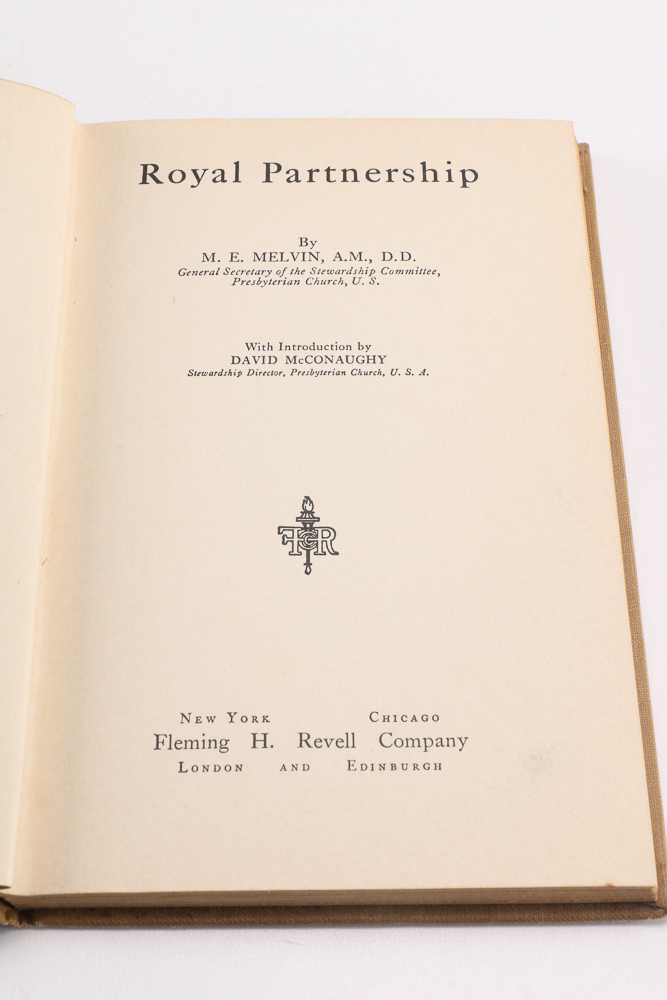 Royal Partnership
By
M. E. MELVIN, A.M., D.D.
General Secretary of the Stewardship Committee,
Presbyterian Church, U. S.
With Introduction by
DAVID McCONAUGHY
Stewardship Director, Presbyterian Church, U. S. A.
FGR
New York Chicago
Fleming H. Revell Company
London and Edinburgh